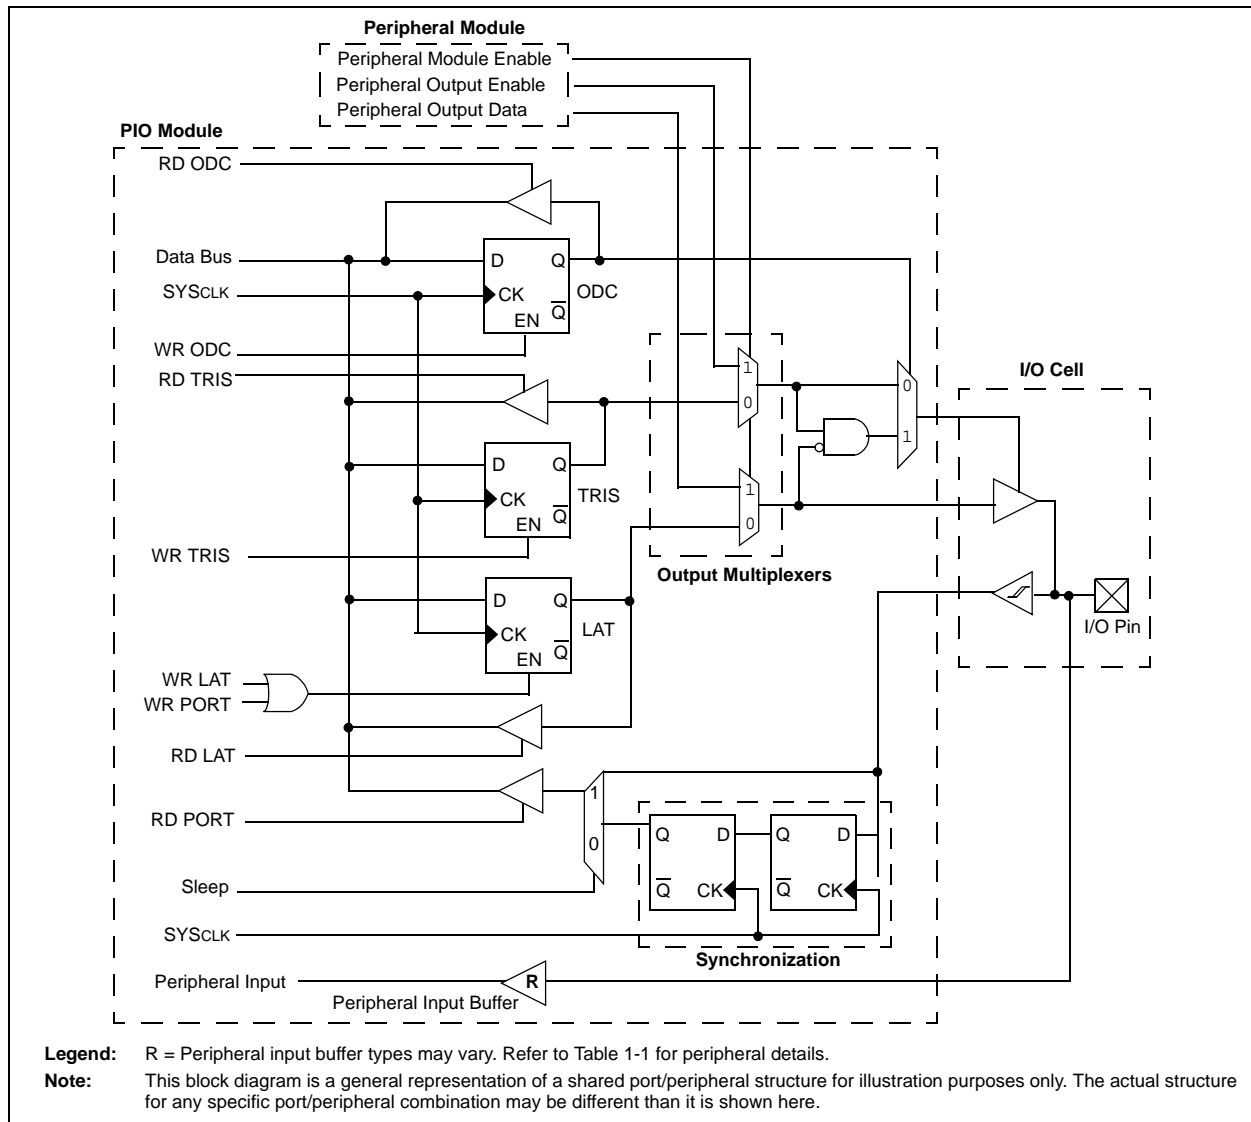 Peripheral Module
Peripheral Module Enable
Peripheral Output Enable
Peripheral Output Data
PIO Module
RD ODC
Data Bus
D Q
SYSCLK
CK
ODC
Q
EN
WR ODC
RD TRIS
1
0
I/O Cell
0
1
D Q
CK
TRIS
Q
EN
1
0
WR TRIS
Output Multiplexers
D Q
CK
LAT
Q
EN
I/O Pin
WR LAT
WR PORT
RD LAT
RD PORT
1
0
Q D Q D
Q CK Q CK
Sleep
SYSCLK
Synchronization
Peripheral Input
R
Peripheral Input Buffer
Legend: R = Peripheral input buffer types may vary. Refer to Table 1-1 for peripheral details.
Note: This block diagram is a general representation of a shared port/peripheral structure for illustration purposes only. The actual structure
for any specific port/peripheral combination may be different than it is shown here.